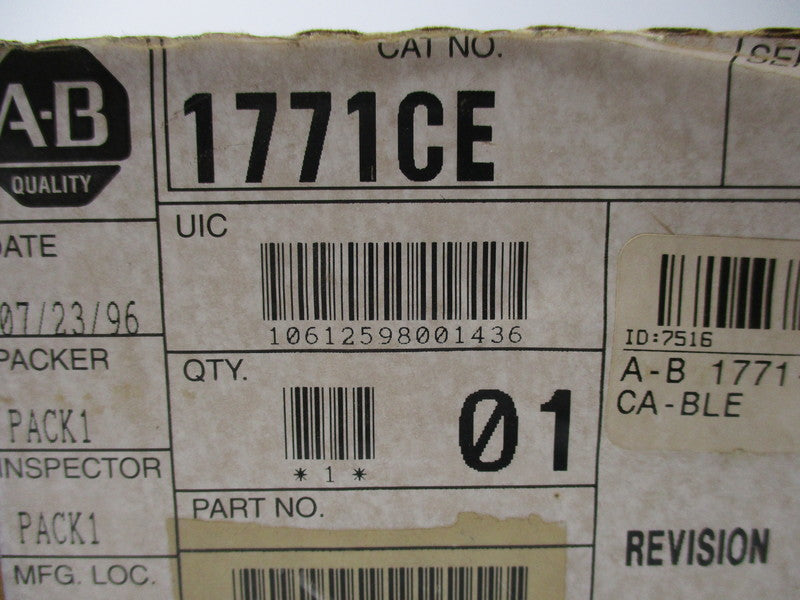 A-B
QUALITY
CAT NO.
1771CE
DATE
07/23/96
PACKER
PACK1
INSPECTOR
PACK1
MFG. LOC.
UIC
10612598001436
QTY.
*1*
01
PART NO.
ID:7516
A-B 1771-
CA-BLE
REVISION